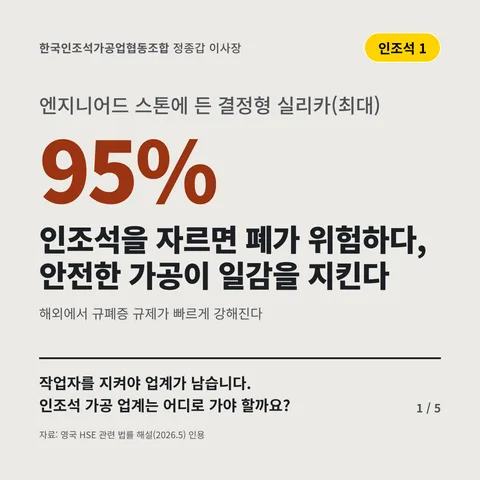 한국인조석가공업협동조합 정종갑 이사장
인조석 1
엔지니어드 스톤에 든 결정형 실리카(최대)
95%
인조석을 자르면 폐가 위험하다,
안전한 가공이 일감을 지킨다
해외에서 규폐증 규제가 빠르게 강해진다
작업자를 지켜야 업계가 남습니다.
인조석 가공 업계는 어디로 가야 할까요?
1 / 5
자료: 영국 HSE 관련 법률 해설(2026.5) 인용